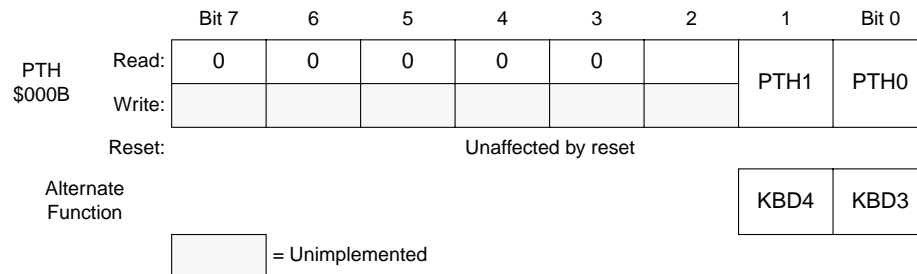 Bit 7 6 5 4 3 2 1 Bit 0
PTH
$000B
Read: 0 0 0 0 0
PTH1 PTH0
Write:
Reset: Unaffected by reset
Alternate
Function
KBD4 KBD3
= Unimplemented